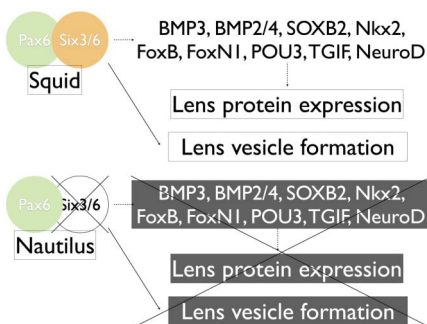 Pax6 Six3/6
Squid
BMP3, BMP2/4, SOXB2, Nkx2,
FoxB, FoxN1, POU3, TGIF, NeuroD
Lens protein expression
Lens vesicle formation
Pax6 Six3/6
Nautilus
BMP3, BMP2/4, SOXB2, Nkx2,
FoxB, FoxN1, POU3, TGIF, NeuroD
Lens protein expression
Lens vesicle formation